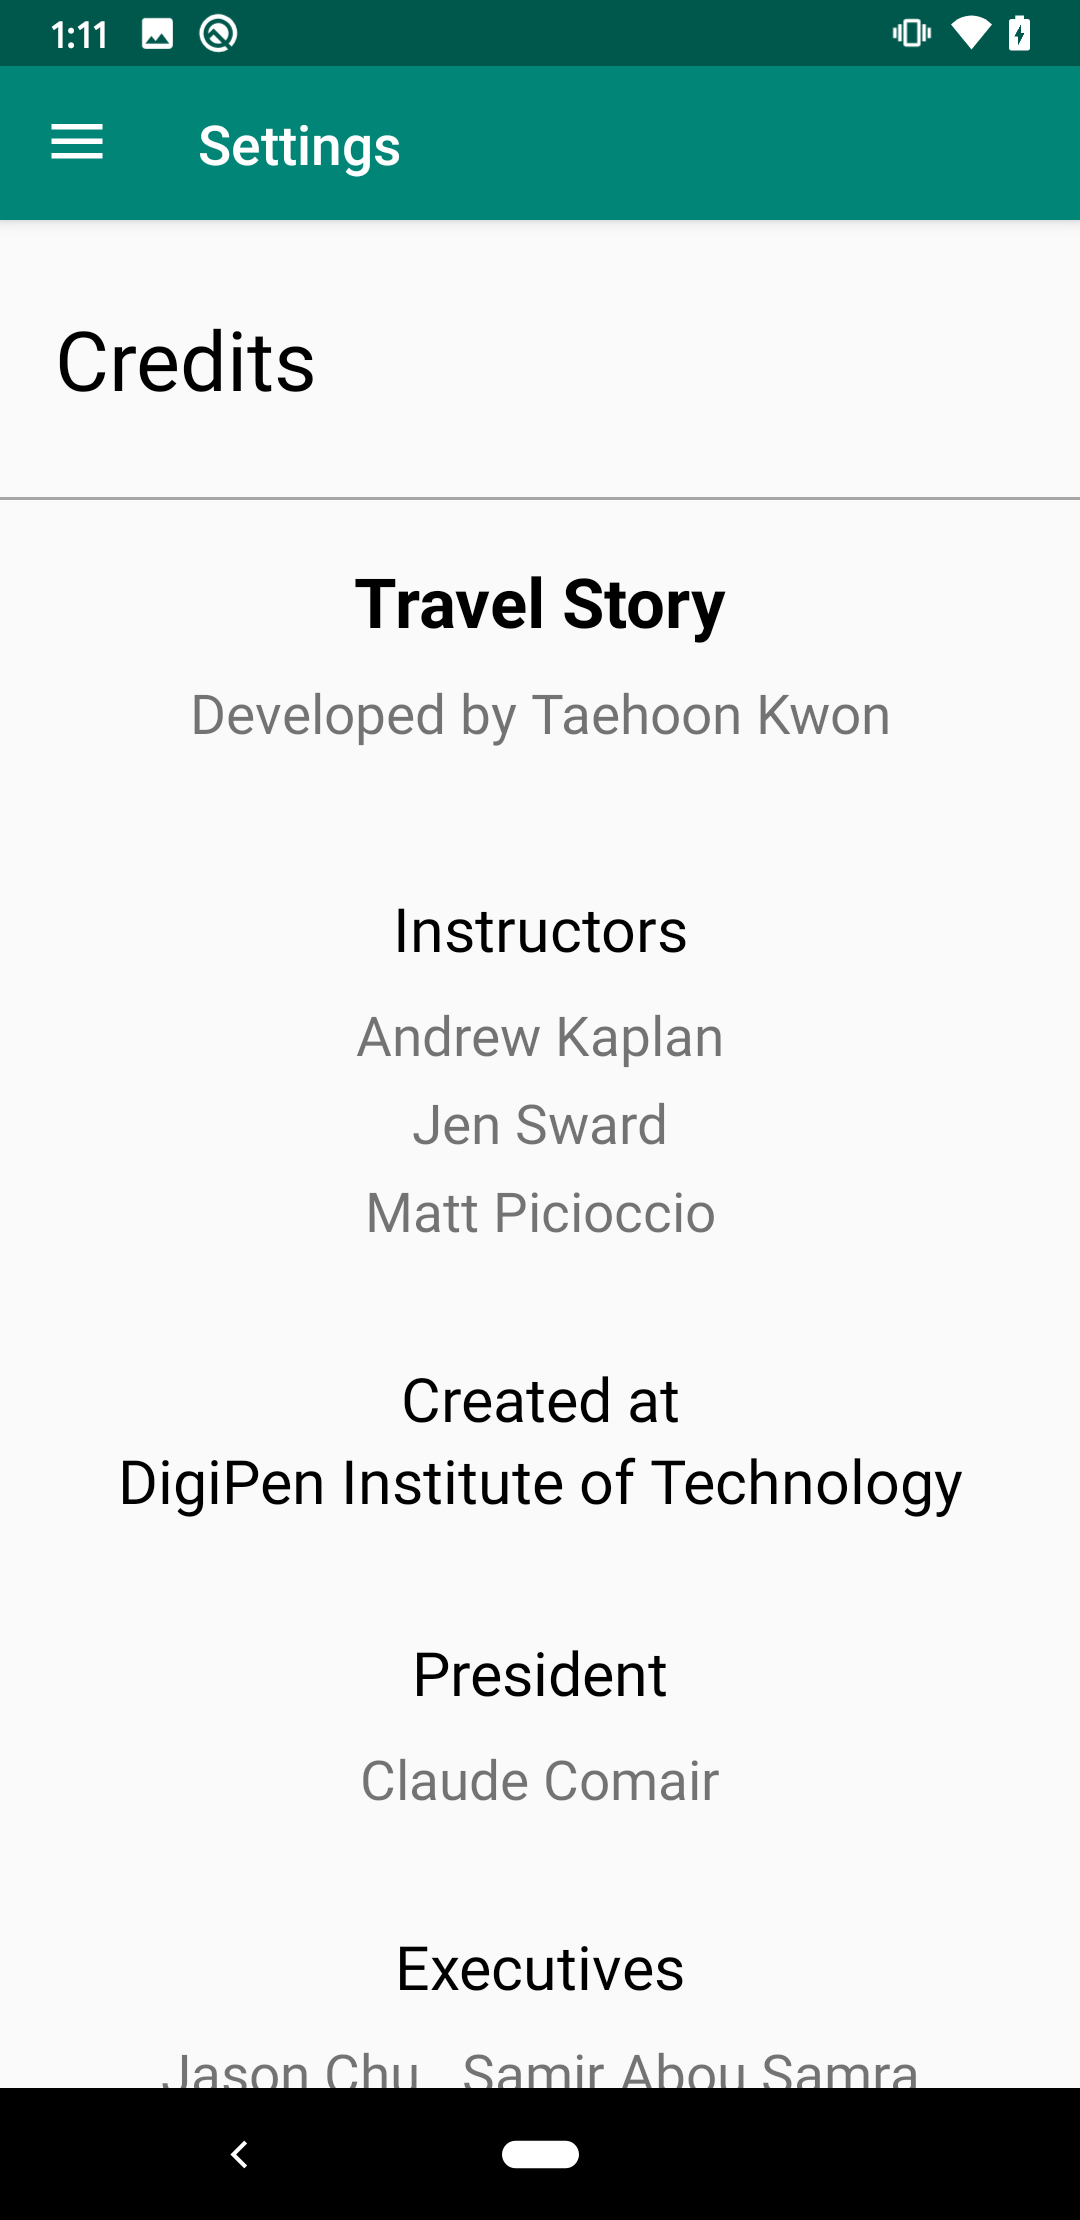 1:11
Settings
Credits
Travel Story
Developed by Taehoon Kwon
Instructors
Andrew Kaplan
Jen Sward
Matt Picioccio
Created at
DigiPen Institute of Technology
President
Claude Comair
Executives
Jason Chu   Samir Abou Samra